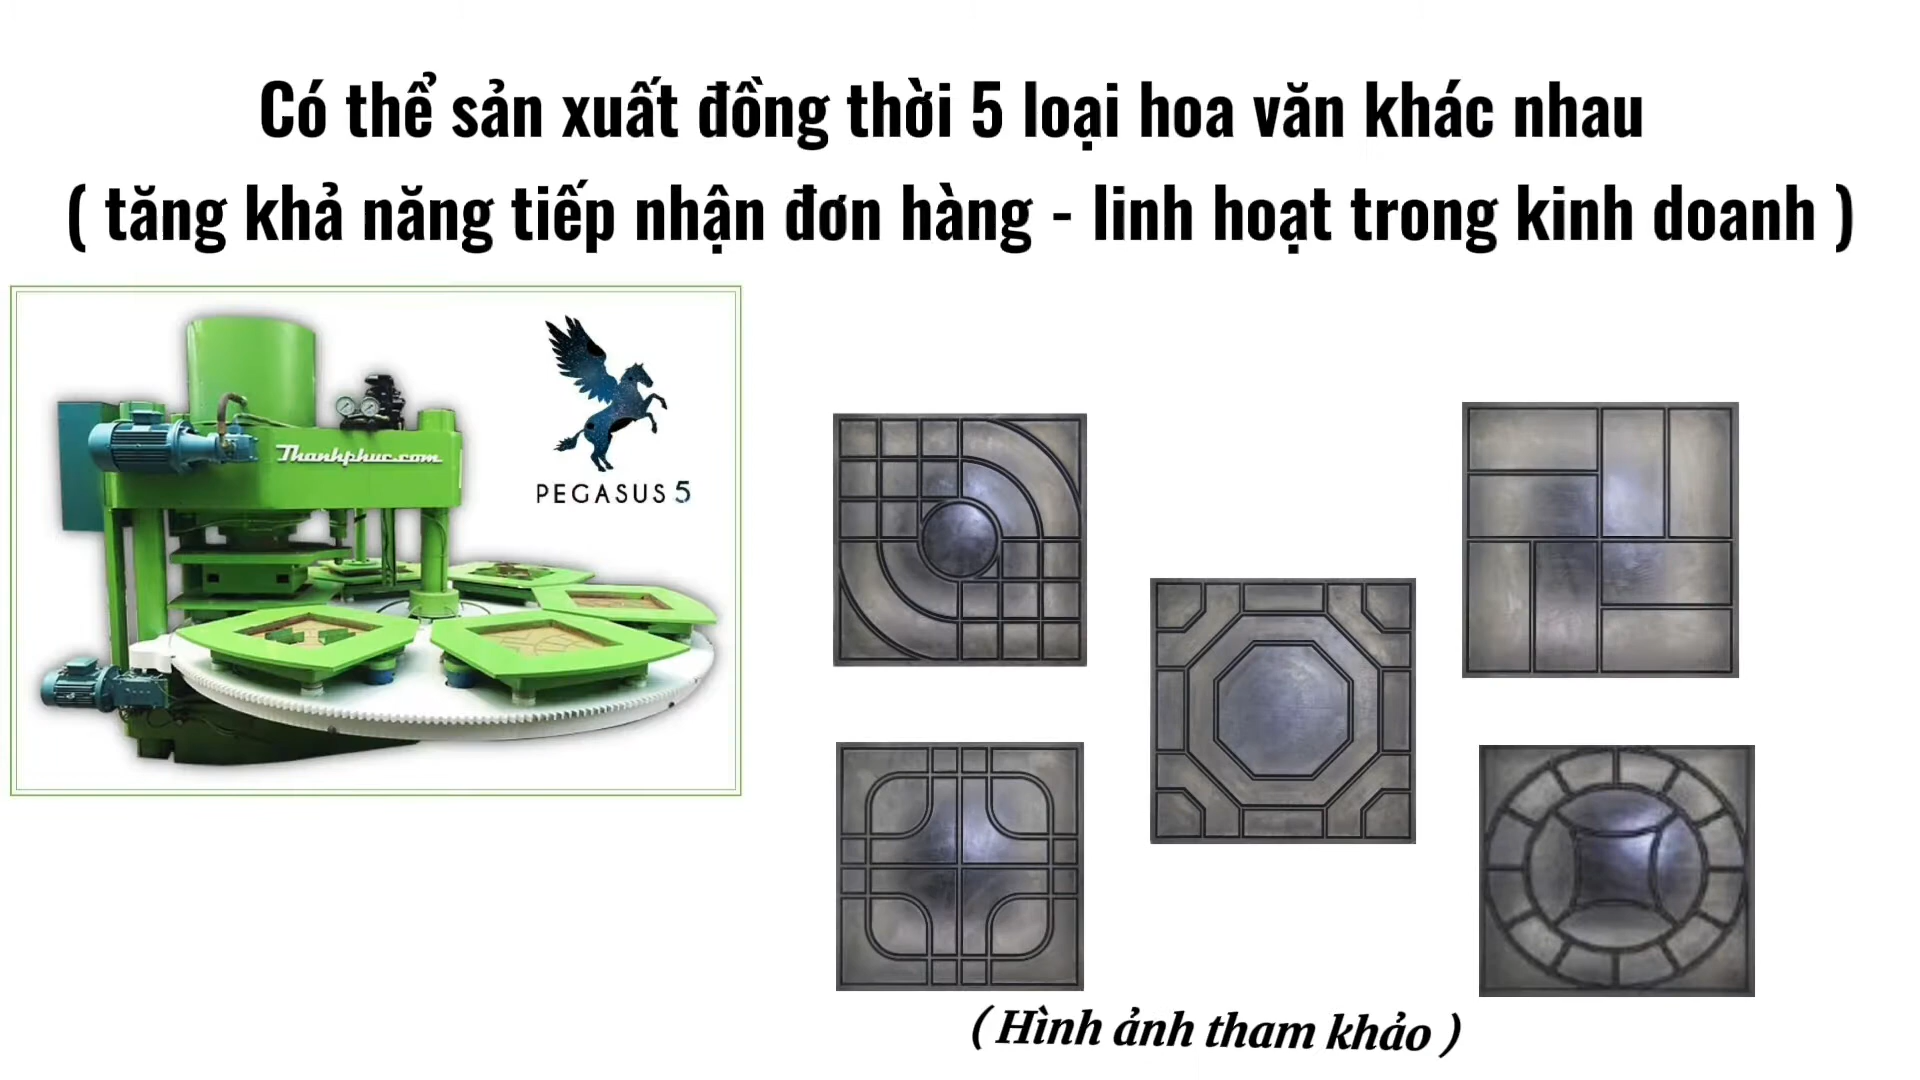 Có thể sản xuất đồng thời 5 loại hoa văn khác nhau
( tăng khả năng tiếp nhận đơn hàng - linh hoạt trong kinh doanh )
Thanhphuc.com
PEGASUS 5
( Hình ảnh tham khảo )